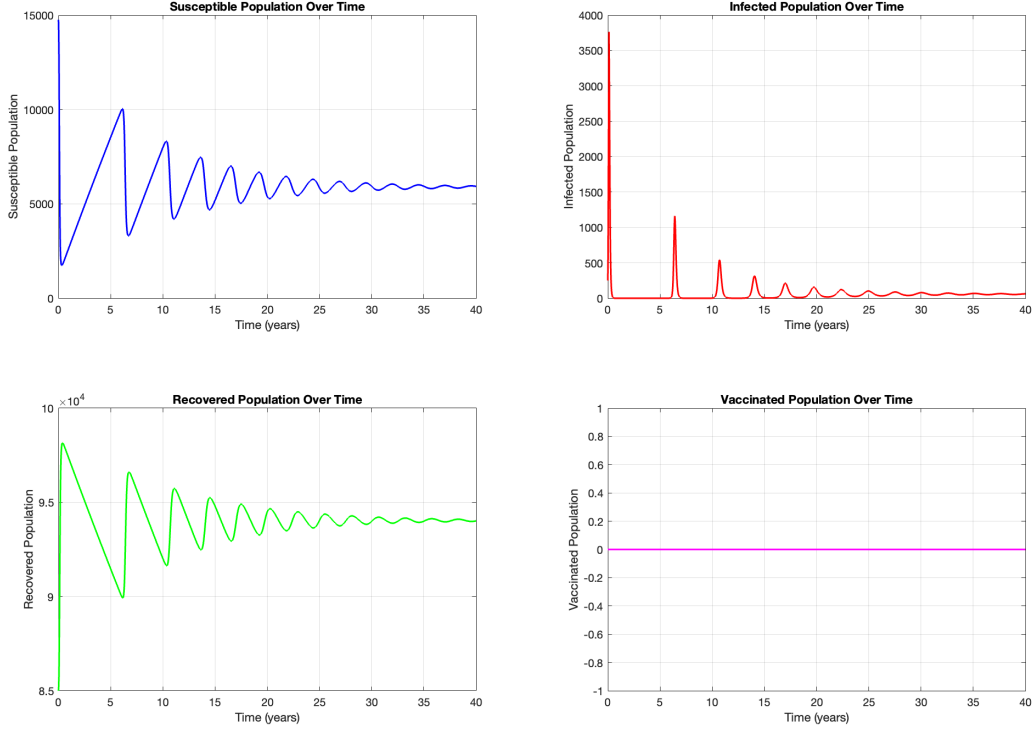 Susceptible Population Over Time
15000
10000
5000
0
Susceptible Population
0 5 10 15 20 25 30 35 40
Time (years)
Infected Population Over Time
4000
3500
3000
2500
2000
1500
1000
500
0
Infected Population
0 5 10 15 20 25 30 35 40
Time (years)
Recovered Population Over Time
×10^4
10
9.5
9
8.5
Recovered Population
0 5 10 15 20 25 30 35 40
Time (years)
Vaccinated Population Over Time
1
0.8
0.6
0.4
0.2
0
-0.2
-0.4
-0.6
-0.8
-1
Vaccinated Population
0 5 10 15 20 25 30 35 40
Time (years)